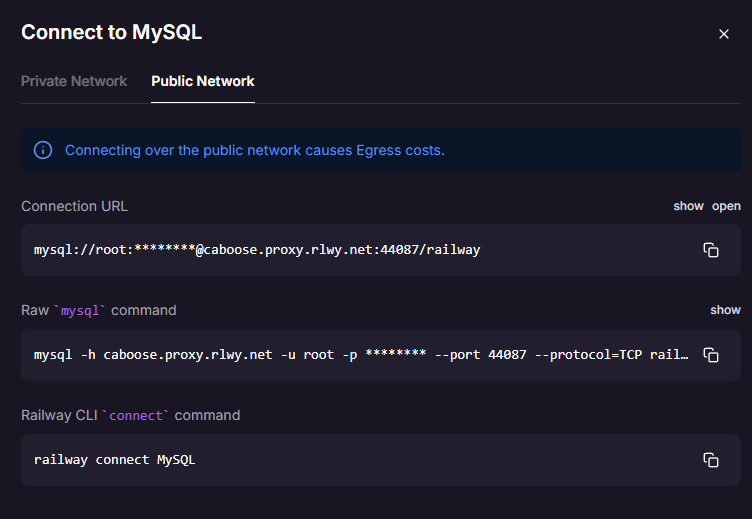 Connect to MySQL
Private Network
Public Network
Connecting over the public network causes Egress costs.
Connection URL
show open
mysql://root:********@caboose.proxy.rlwy.net:44087/railway
Raw `mysql` command
show
mysql -h caboose.proxy.rlwy.net -u root -p ******** --port 44087 --protocol=TCP rail…
Railway CLI `connect` command
railway connect MySQL